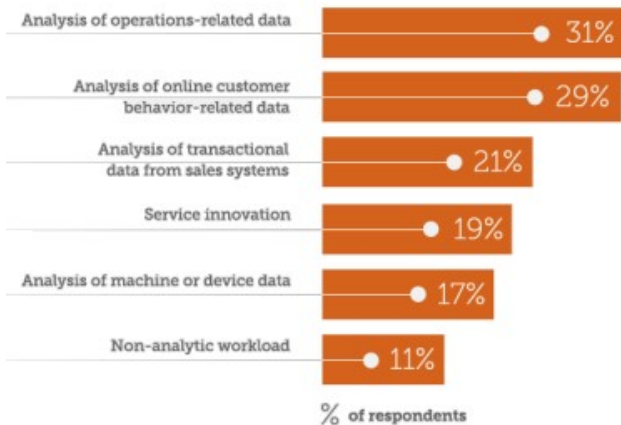 Analysis of operations-related data
31%
Analysis of online customer
behavior-related data
29%
Analysis of transactional
data from sales systems
21%
Service innovation
19%
Analysis of machine or device data
17%
Non-analytic workload
11%
% of respondents